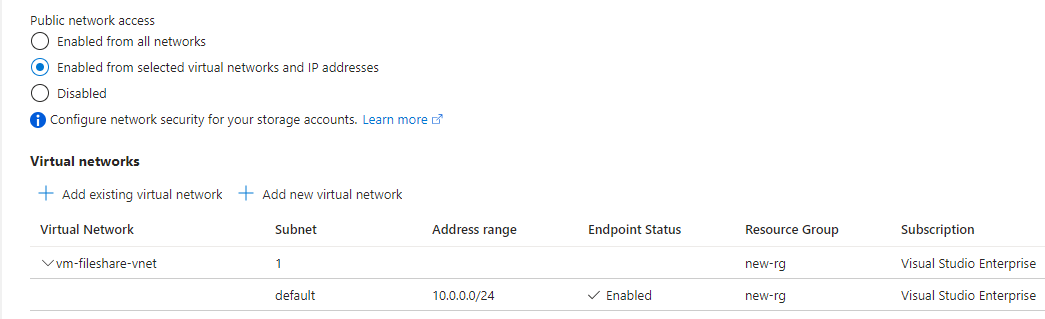 Public network access
Enabled from all networks
Enabled from selected virtual networks and IP addresses
Disabled
Configure network security for your storage accounts. Learn more
Virtual networks
Add existing virtual network Add new virtual network
Virtual Network Subnet Address range Endpoint Status Resource Group Subscription
vm-fileshare-vnet 1 new-rg Visual Studio Enterprise
default 10.0.0.0/24 Enabled new-rg Visual Studio Enterprise